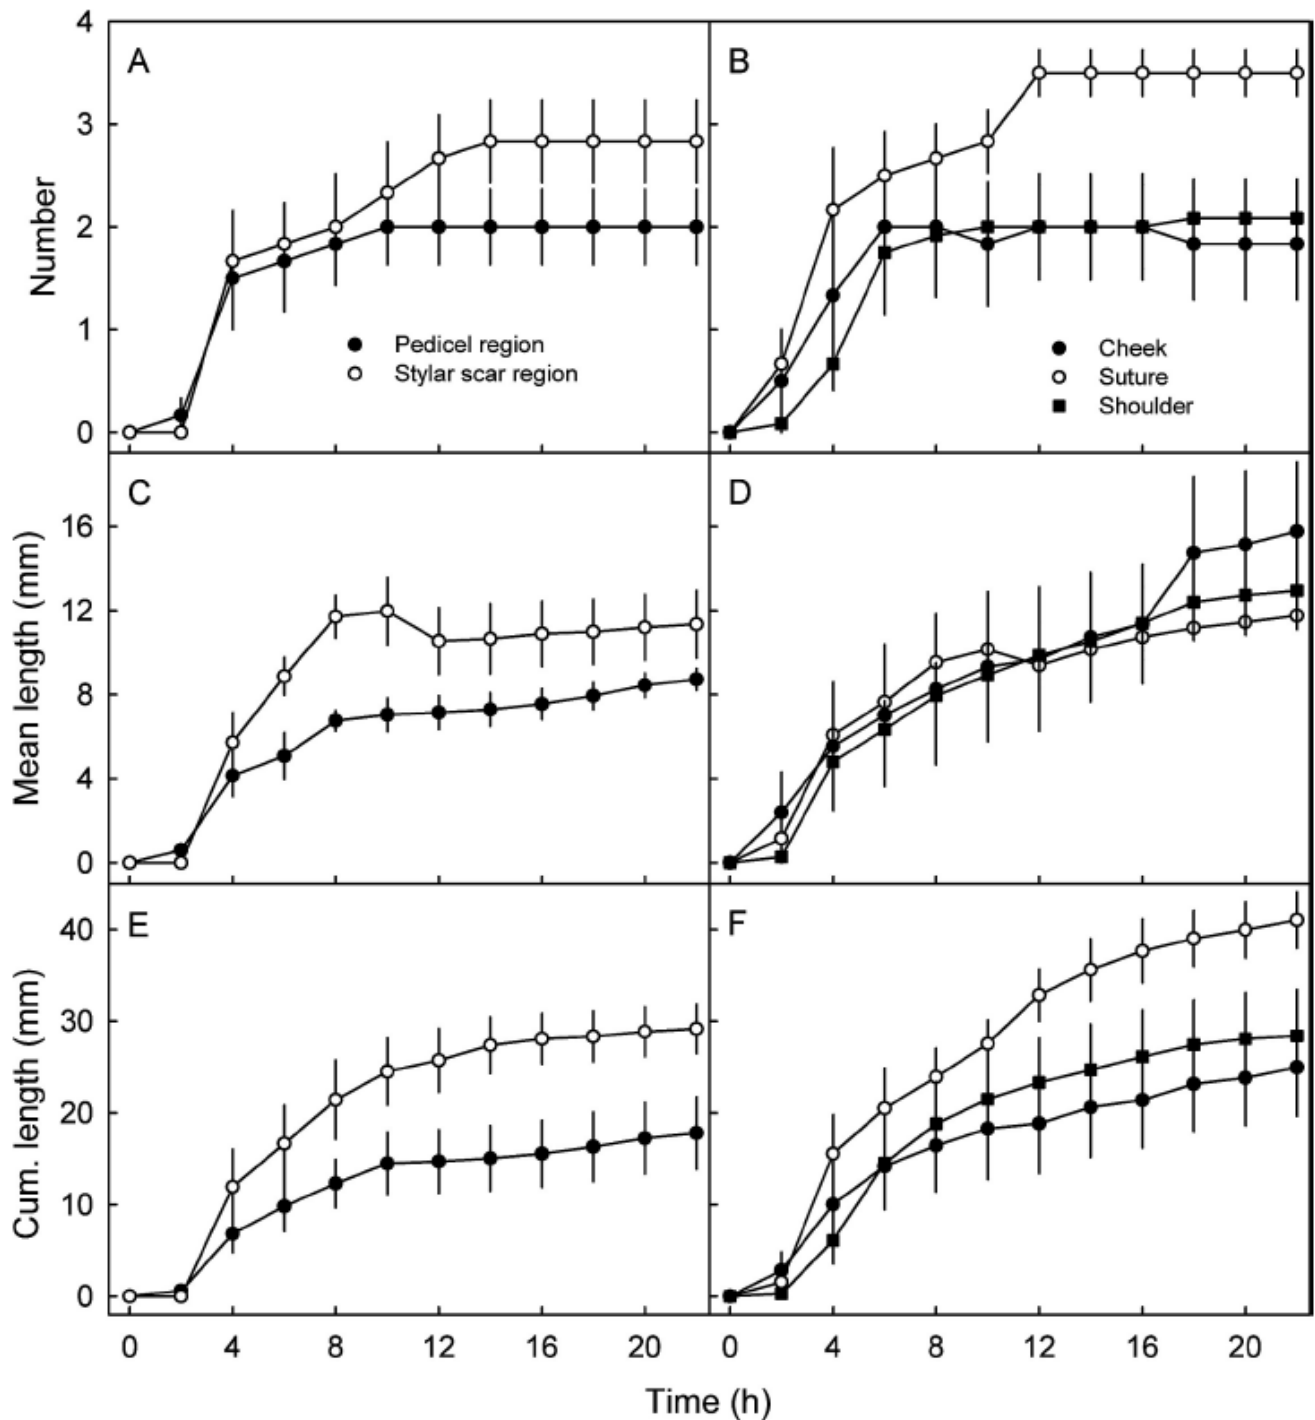 A
B
4
3
2
1
0
Number
Pedicel region
Stylar scar region
Cheek
Suture
Shoulder
C
D
16
12
8
4
0
Mean length (mm)
E
F
40
30
20
10
0
Cum. length (mm)
0 4 8 12 16 20
0 4 8 12 16 20
Time (h)